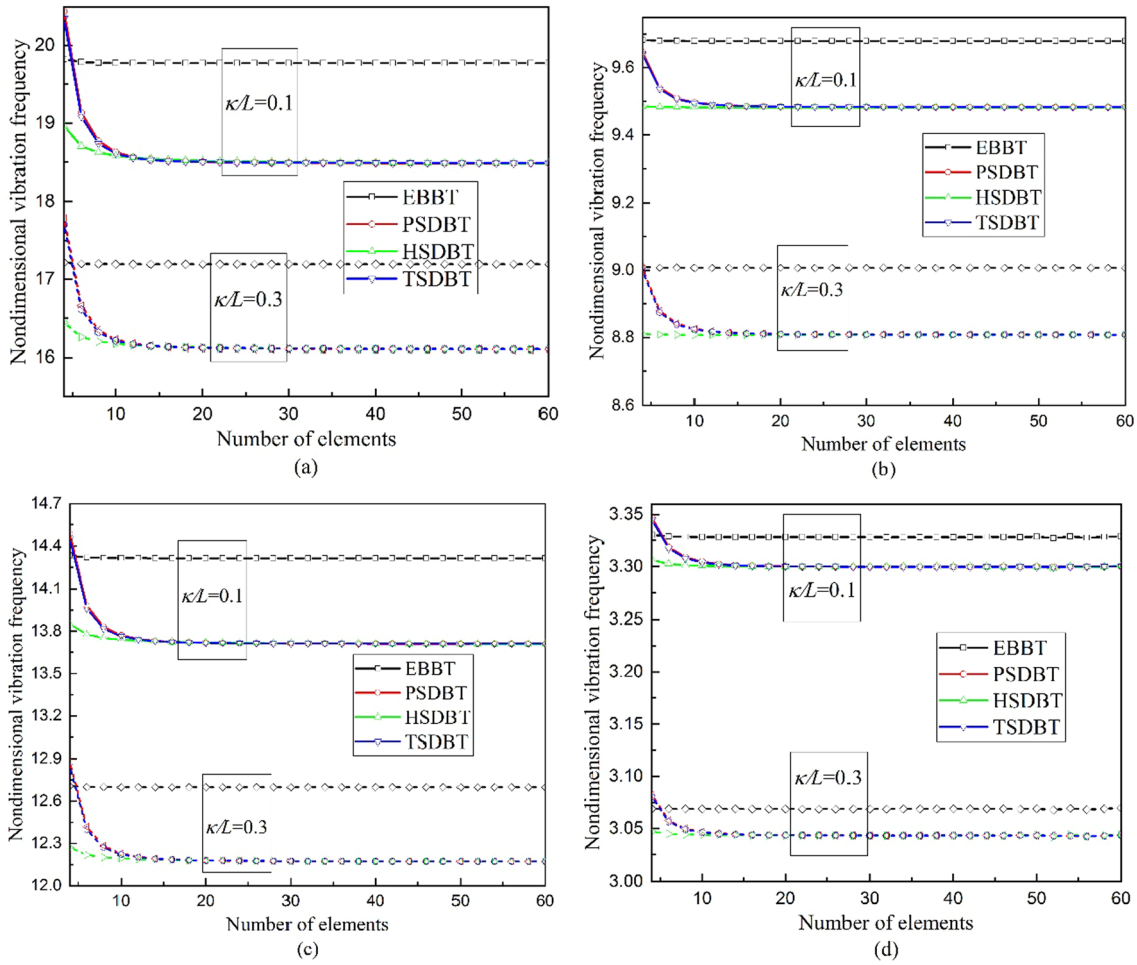 Nondimensional vibration frequency
20
19
18
17
16
κ/L=0.1
EBBT
PSDBT
HSDBT
TSDBT
κ/L=0.3
10 20 30 40 50 60
Number of elements
(a)
Nondimensional vibration frequency
9.6
9.4
9.2
9.0
8.8
8.6
κ/L=0.1
EBBT
PSDBT
HSDBT
TSDBT
κ/L=0.3
10 20 30 40 50 60
Number of elements
(b)
Nondimensional vibration frequency
14.7
14.4
14.1
13.8
13.5
13.2
12.9
12.6
12.3
12.0
κ/L=0.1
EBBT
PSDBT
HSDBT
TSDBT
κ/L=0.3
10 20 30 40 50 60
Number of elements
(c)
Nondimensional vibration frequency
3.35
3.30
3.25
3.20
3.15
3.10
3.05
3.00
κ/L=0.1
EBBT
PSDBT
HSDBT
TSDBT
κ/L=0.3
10 20 30 40 50 60
Number of elements
(d)